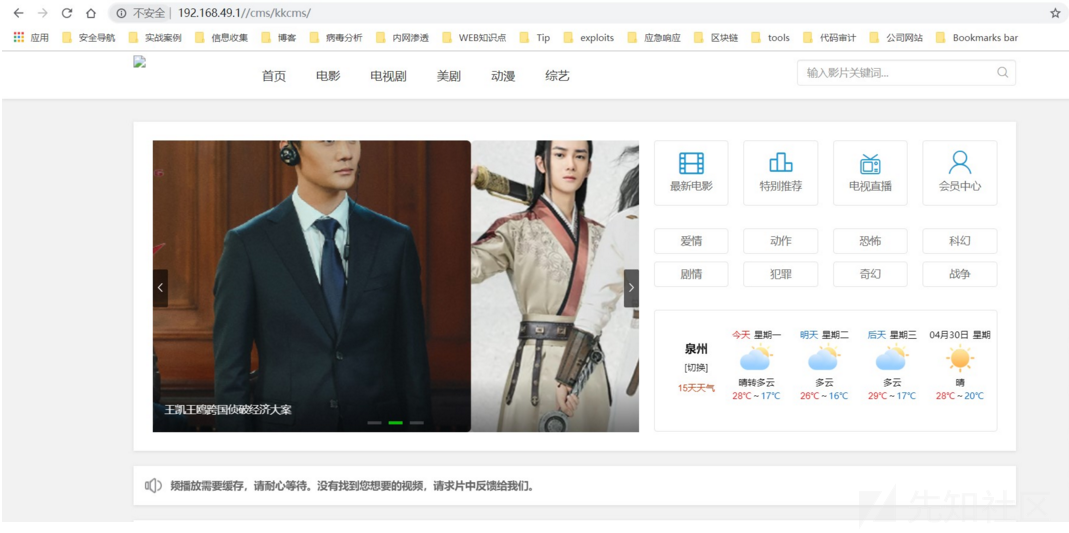 不安全 | 192.168.49.1//cms/kkcms/
应用 安全导航 实战案例 信息收集 博客 病毒分析 内网渗透 WEB知识点 Tip exploits 应急响应 区块链 tools 代码审计 公司网站 Bookmarks bar
首页 电影 电视剧 美剧 动漫 综艺 输入影片关键词...
最新电影 特别推荐 电视直播 会员中心
爱情 动作 恐怖 科幻
剧情 犯罪 奇幻 战争
今天 星期一 明天 星期二 后天 星期三 04月30日 星期
泉州
[切换]
晴转多云 多云 多云 晴
15天天气
28℃~17℃ 26℃~16℃ 29℃~17℃ 28℃~20℃
王凯王鸥跨国侦破经济大案
须播放需要缓存，请耐心等待。没有找到您想要的视频，请求片中反馈给我们。
先知社区